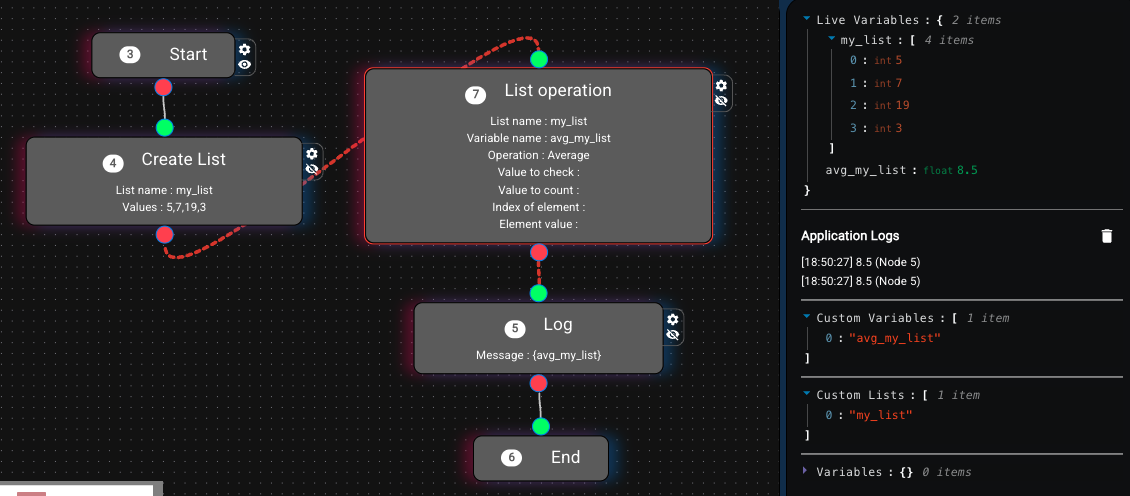 3 Start
4 Create List
List name : my_list
Values : 5,7,19,3
7 List operation
List name : my_list
Variable name : avg_my_list
Operation : Average
Value to check :
Value to count :
Index of element :
Element value :
5 Log
Message : {avg_my_list}
6 End
Live Variables : { 2 items
my_list : [ 4 items
0 : int 5
1 : int 7
2 : int 19
3 : int 3
]
avg_my_list : float 8.5
}
Application Logs
[18:50:27] 8.5 (Node 5)
[18:50:27] 8.5 (Node 5)
Custom Variables : [ 1 item
0 : "avg_my_list"
]
Custom Lists : [ 1 item
0 : "my_list"
]
Variables : {} 0 items